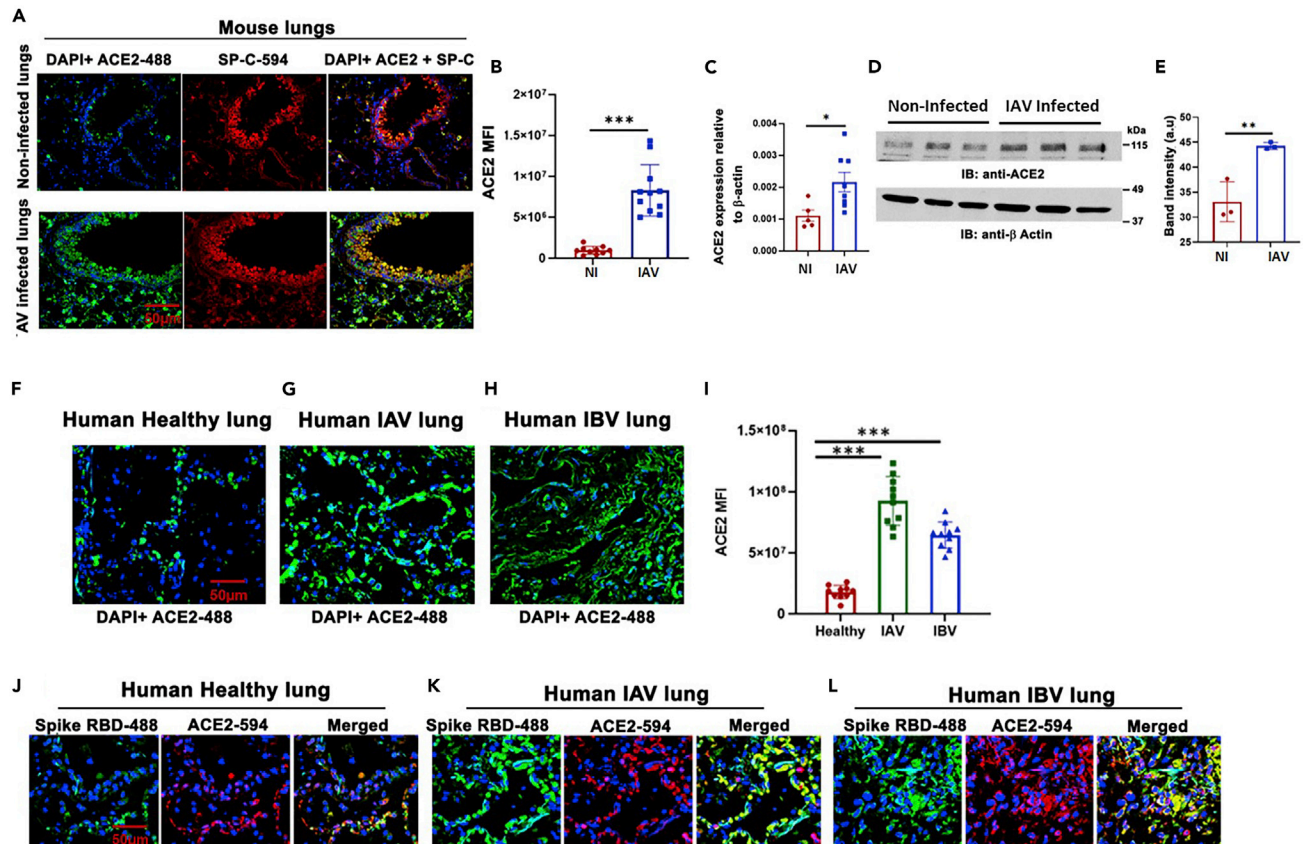 A
Mouse lungs
DAPI+ ACE2-488 SP-C-594 DAPI+ ACE2 + SP-C
Non-infected lungs
AV infected lungs
50µm
B
ACE2 MFI
2×10⁷
1.5×10⁷
1×10⁷
5×10⁶
0
***
NI IAV
C
ACE2 expression relative
to β-actin
0.004
0.003
0.002
0.001
0.000
*
NI IAV
D
Non-Infected IAV Infected
kDa
115
IB: anti-ACE2
49
37
IB: anti-β Actin
E
Band intensity (a.u)
50
45
40
35
30
25
**
NI IAV
F
Human Healthy lung
50µm
DAPI+ ACE2-488
G
Human IAV lung
DAPI+ ACE2-488
H
Human IBV lung
DAPI+ ACE2-488
I
ACE2 MFI
1.5×10⁸
1×10⁸
5×10⁷
0
***
***
Healthy IAV IBV
J
Human Healthy lung
Spike RBD-488 ACE2-594 Merged
50µm
K
Human IAV lung
Spike RBD-488 ACE2-594 Merged
L
Human IBV lung
Spike RBD-488 ACE2-594 Merged